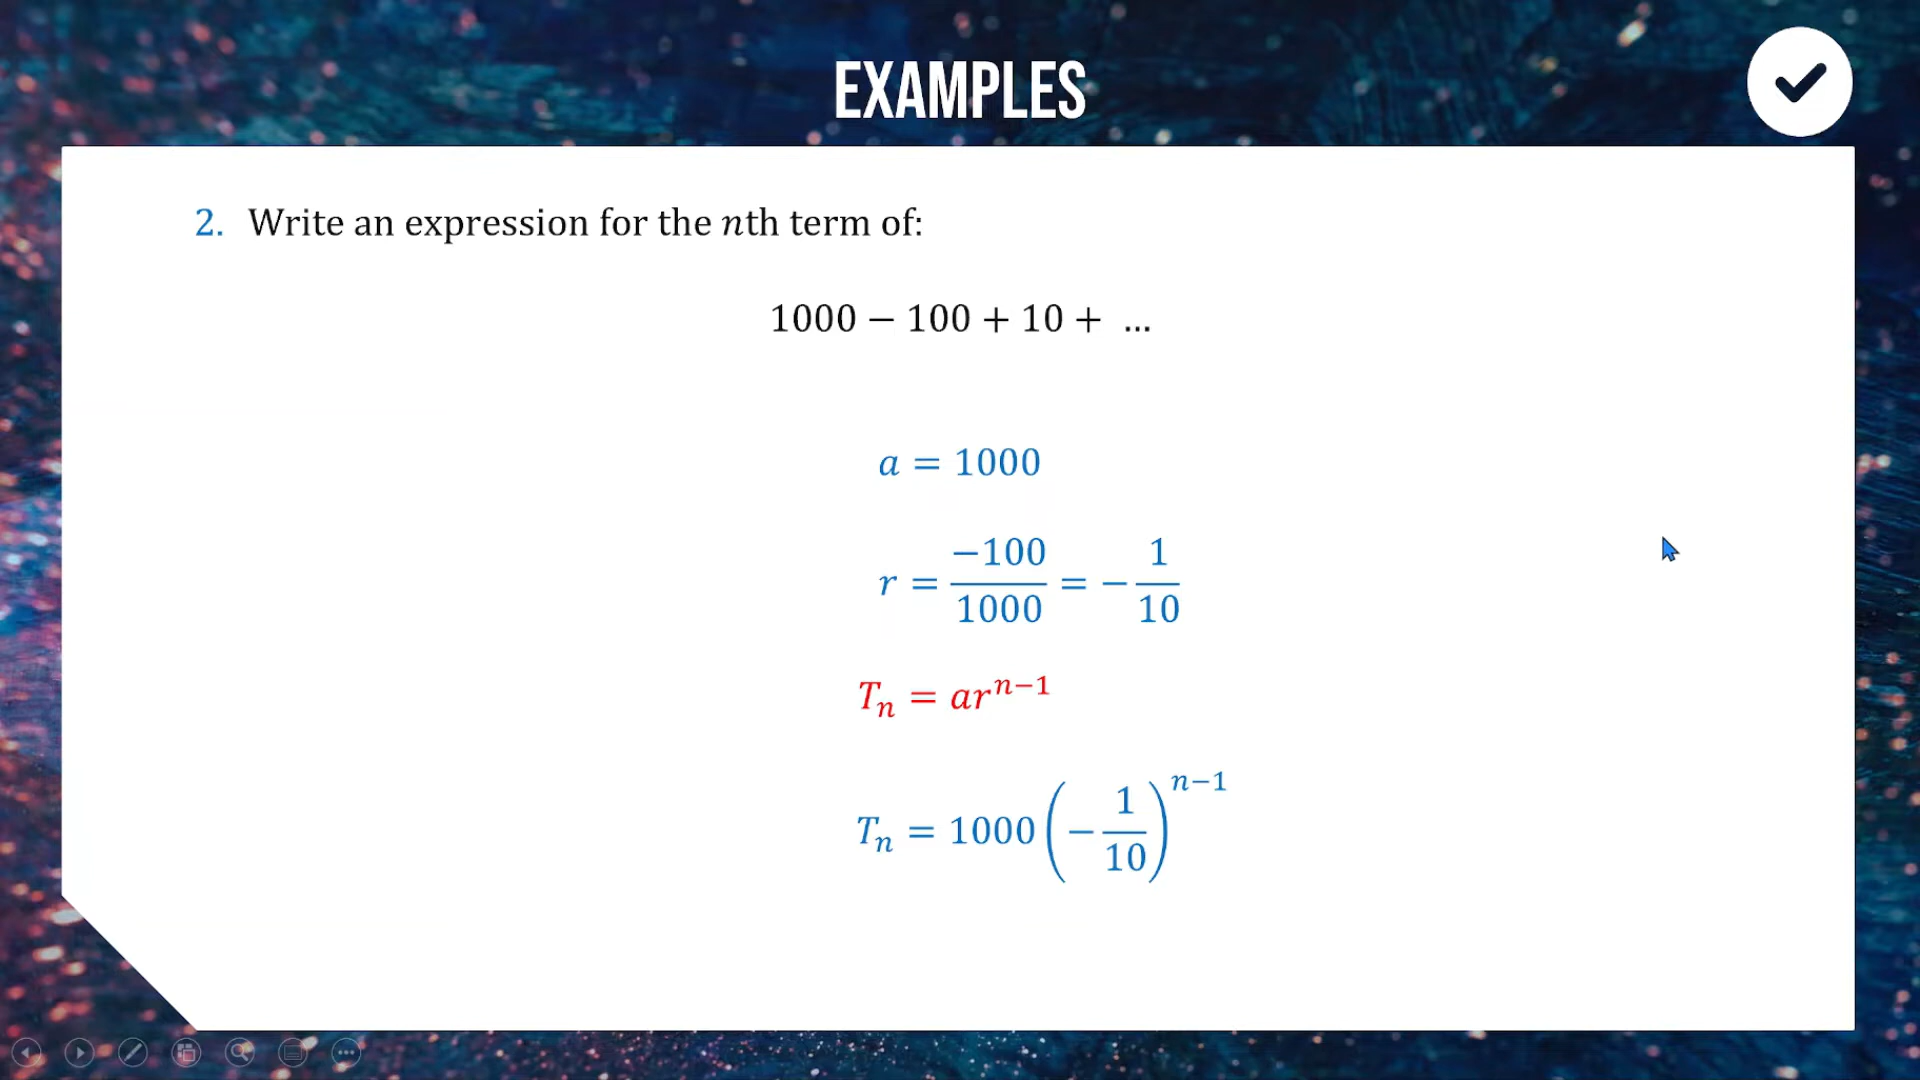 EXAMPLES
2. Write an expression for the nth term of:
1000 − 100 + 10 + ...
a = 1000
r = −100/1000 = −1/10
Tₙ = arⁿ⁻¹
Tₙ = 1000(−1/10)ⁿ⁻¹